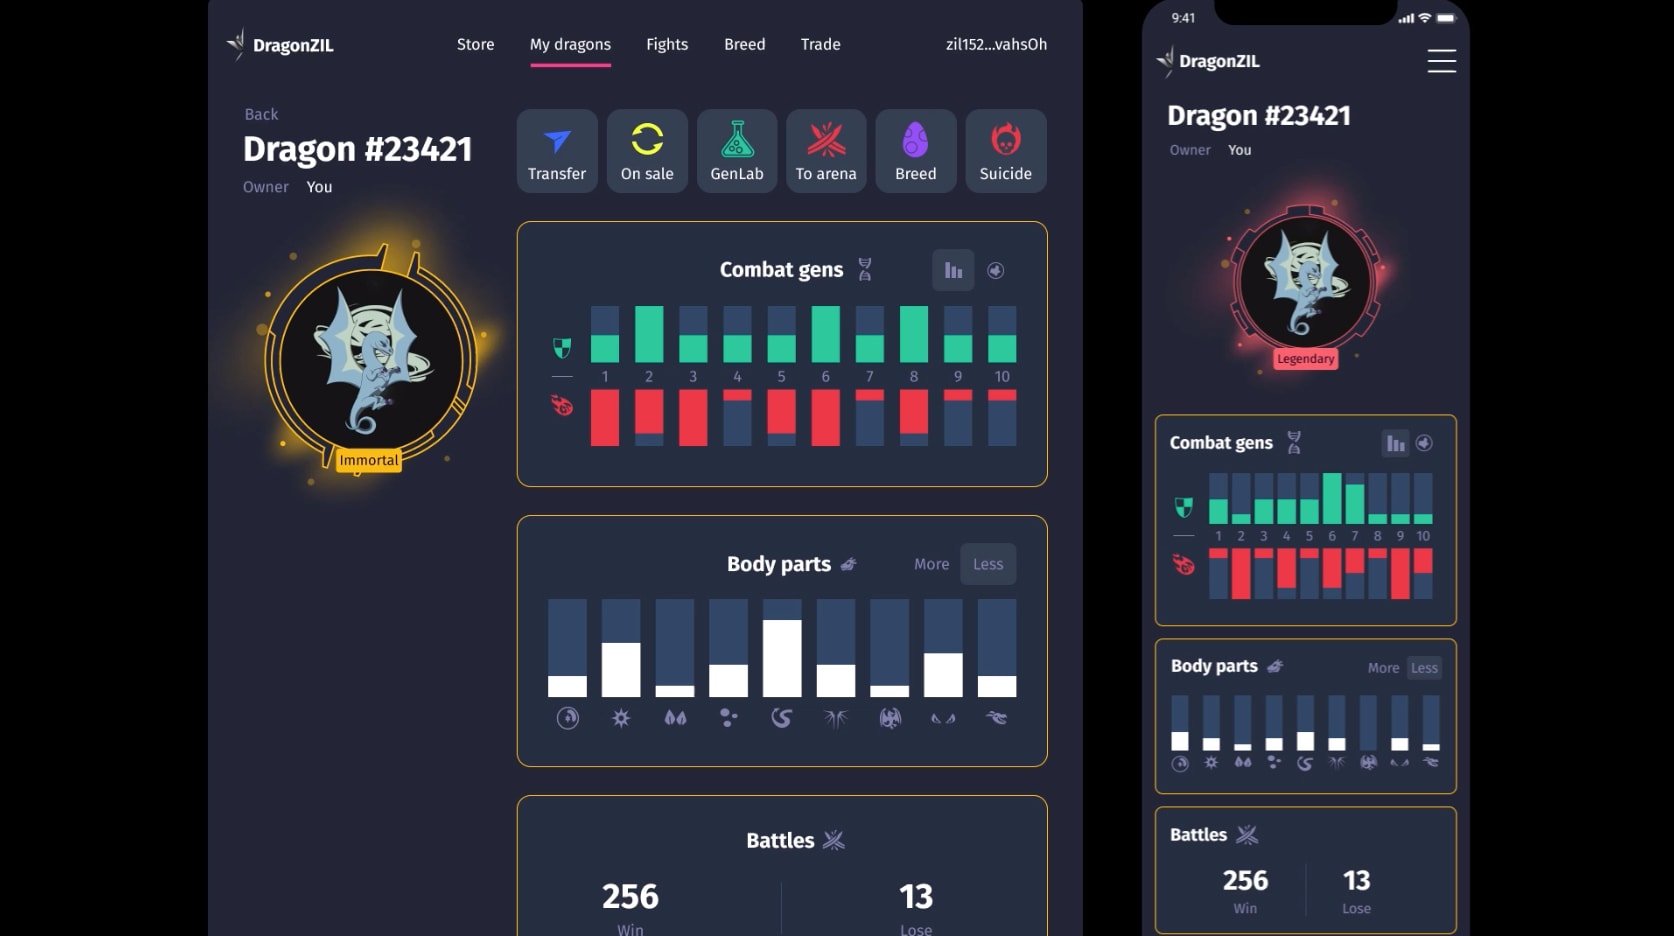 DragonZIL
Store
My dragons
Fights
Breed
Trade
zil152...vahsOh
Back
Dragon #23421
Owner You
Immortal
Transfer
On sale
GenLab
To arena
Breed
Suicide
Combat gens
1 2 3 4 5 6 7 8 9 10
Body parts
More Less
Battles
256 13
Win Lose
9:41
DragonZIL
Dragon #23421
Owner You
Legendary
Combat gens
1 2 3 4 5 6 7 8 9 10
Body parts
More Less
Battles
256 13
Win Lose